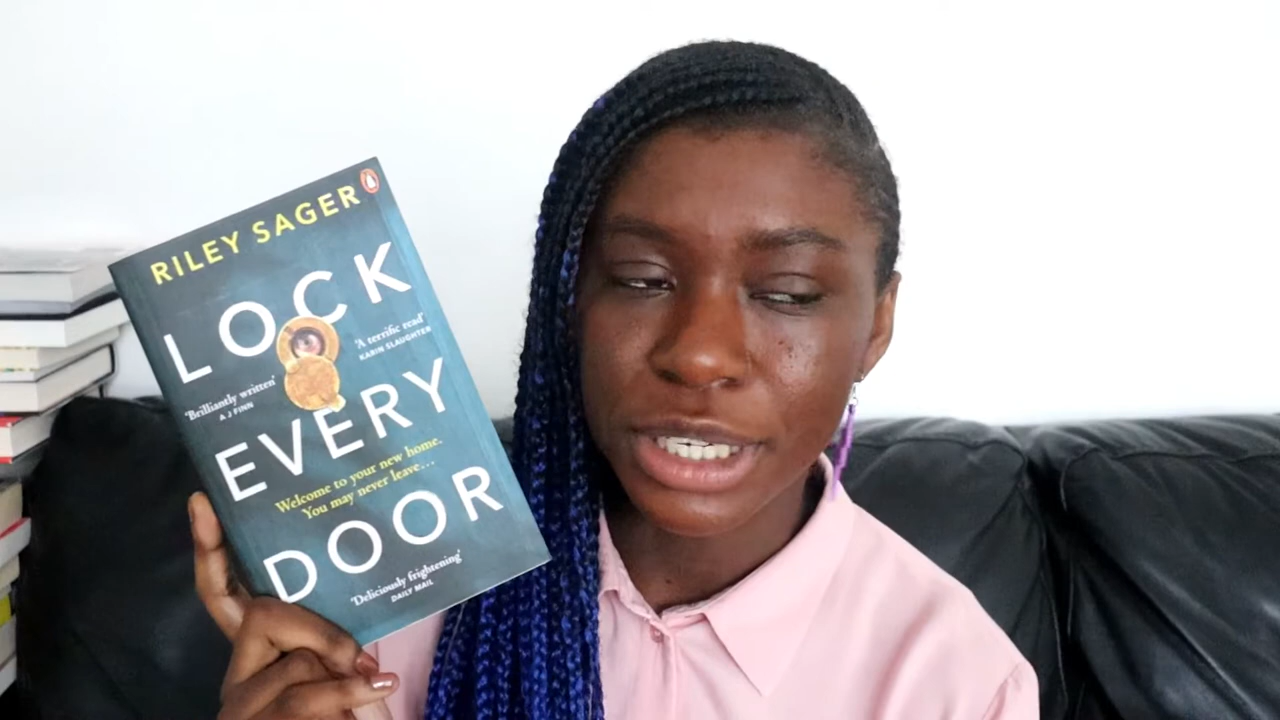 RILEY SAGER
LOCK
'A terrific read'
KARIN SLAUGHTER
'Brilliantly written'
A J FINN
EVERY
Welcome to your new home.
You may never leave...
DOOR
'Deliciously frightening'
DAILY MAIL